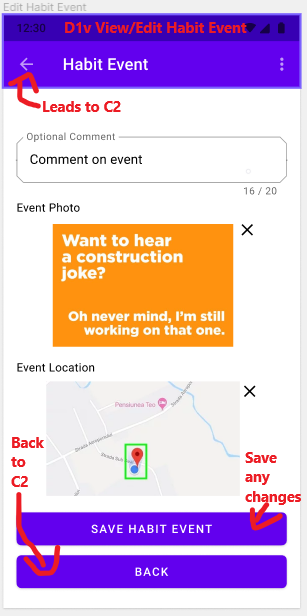 Edit Habit Event
12:30
D1v View/Edit Habit Event
Habit Event
Leads to C2
Optional Comment
Comment on event
16 / 20
Event Photo
Want to hear
a construction
joke?
Oh never mind, I'm still
working on that one.
Event Location
Pensiunea Teo
Strada Atelierului
Back
to
C2
Save
any
changes
SAVE HABIT EVENT
BACK